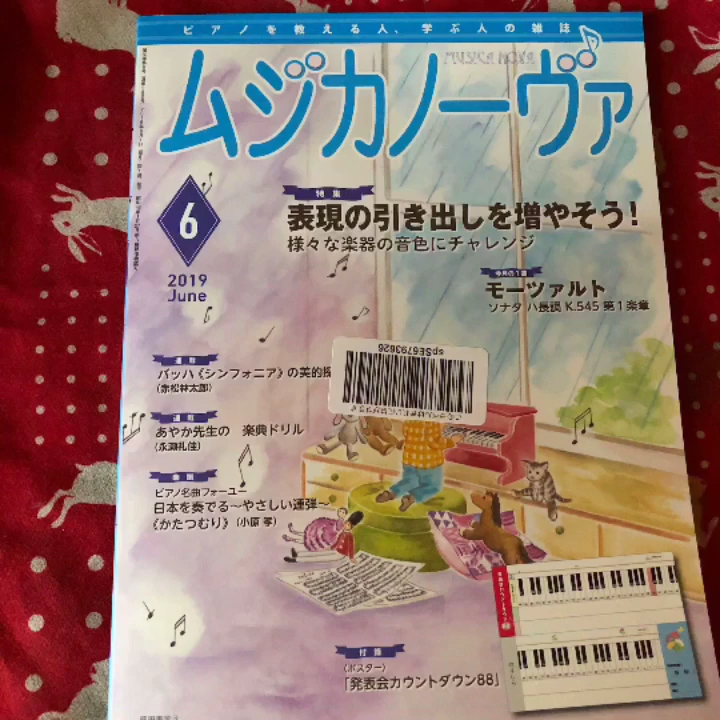 ピアノを教える人、学ぶ人の雑誌
ムジカノーヴァ
6
2019
June
特集
表現の引き出しを増やそう!
様々な楽器の音色にチャレンジ
今月の1曲
モーツァルト
ソナタ ハ長調 K.545 第1楽章
連載
バッハ《シンフォニア》の美的探
(赤松林太郎)
spSE6793626
連載
あやか先生の 楽典ドリル
(永瀬礼佳)
楽譜
ピアノ名曲フォーユー
日本を奏でる〜やさしい連弾〜
《かたつむり》(小原 孝)
付録
(ポスター)
「発表会カウントダウン88」